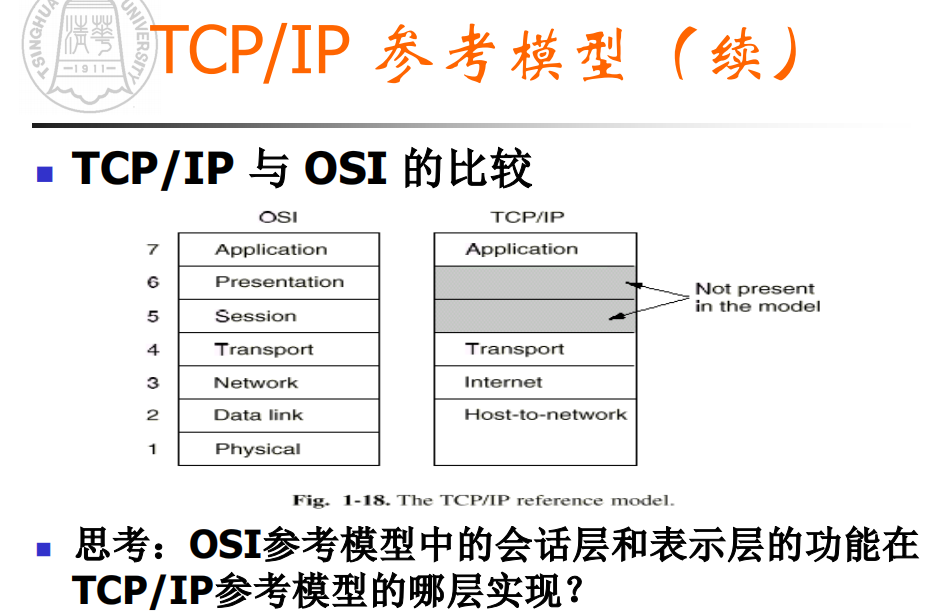 TSINGHUA UNIVERSITY
清華
–1911–
TCP/IP 参考模型（续）
■ TCP/IP 与 OSI 的比较
OSI TCP/IP
7 Application Application
6 Presentation
Not present
in the model
5 Session
4 Transport Transport
3 Network Internet
2 Data link Host-to-network
1 Physical
Fig. 1-18. The TCP/IP reference model.
■ 思考：OSI参考模型中的会话层和表示层的功能在
TCP/IP参考模型的哪层实现？